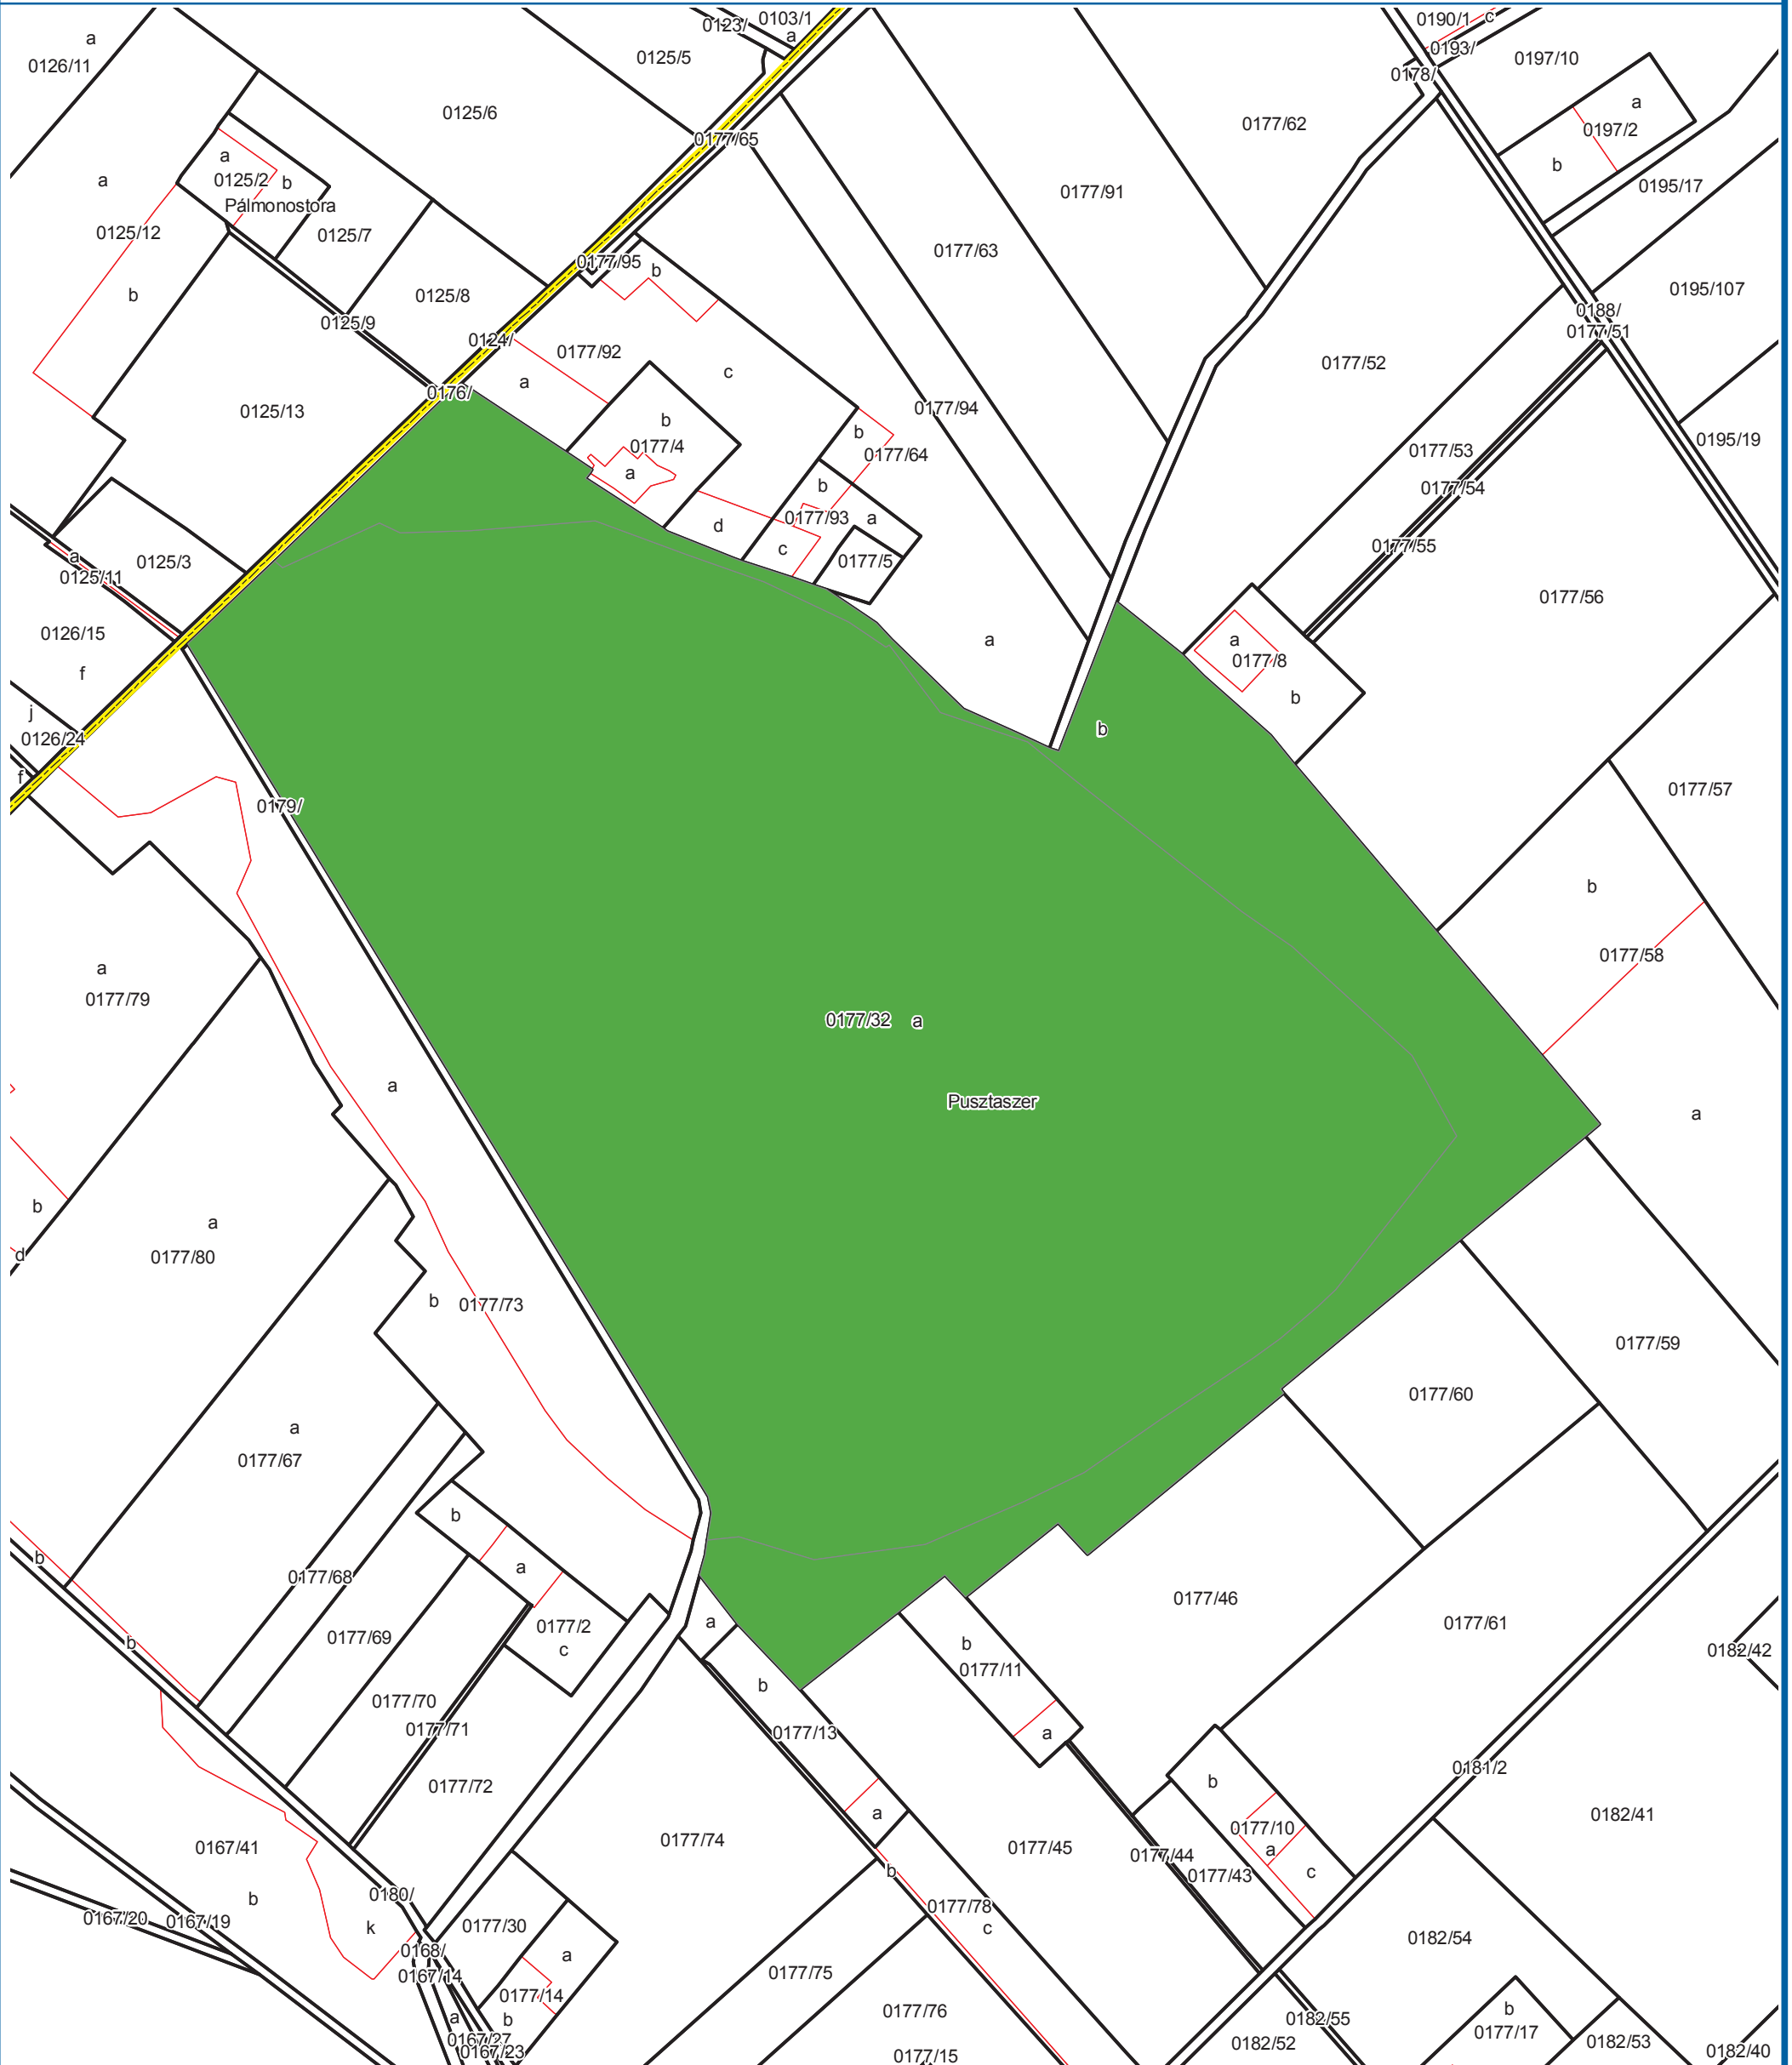 0123/
0103/1
a
0190/1
c
a
0126/11
0125/5
0193/
0197/10
0178/
a
0125/6
0177/62
0197/2
0177/65
a
b
a
0125/2
b
0195/17
0177/91
Pálmonostora
0125/12
0125/7
0177/63
0177/95
b
b
0125/8
0195/107
0188/
0125/9
0177/51
0124/
0177/92
0177/52
c
a
0176/
0125/13
0177/94
b
b
0195/19
0177/4
0177/64
0177/53
a
b
0177/54
0177/93
a
d
0177/55
c
a
0125/3
0177/5
0125/11
0177/56
0126/15
a
a
0177/8
f
b
j
b
0126/24
f
0177/57
0179/
b
0177/58
a
0177/79
0177/32
a
a
Pusztaszer
a
b
a
d
0177/80
b
0177/73
0177/59
0177/60
a
0177/67
b
b
a
0177/68
0177/46
a
0177/2
0177/61
b
0177/69
b
c
0182/42
0177/11
b
0177/70
0177/71
0177/13
a
0181/2
b
0177/72
a
0182/41
0177/10
0177/74
0167/41
0177/45
a
0177/44
b
c
0177/43
0180/
b
0177/78
0167/20
0167/19
k
0177/30
c
0182/54
0168/
a
0177/75
0167/14
0177/14
b
0177/76
a
b
0182/55
0177/17
0167/27
0182/52
0182/53
0167/23
0182/40
0177/15